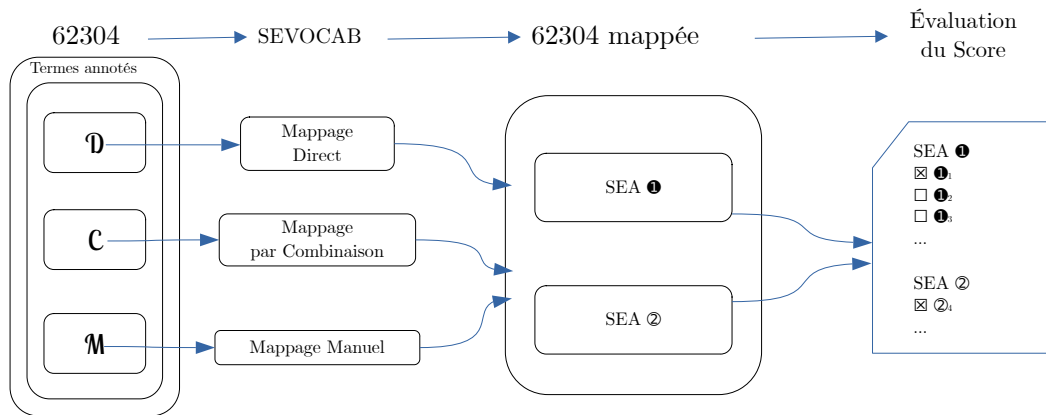 62304
SEVOCAB
62304 mappée
Évaluation
du Score
Termes annotés
D
Mappage
Direct
C
Mappage
par Combinaison
M
Mappage Manuel
SEA ❶
SEA ②
SEA ❶
☒ ❶₁
☐ ❶₂
☐ ❶₃
...
SEA ②
☒ ②₄
...